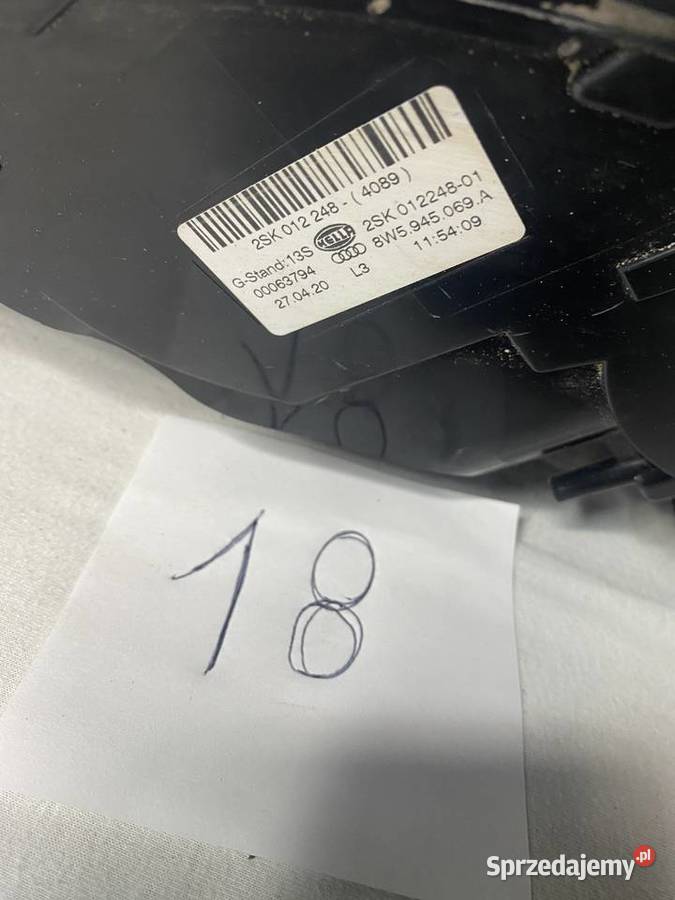 2SK 012 248 - ( 4089 )
G-Stand:13S HELLA 2SK 012248-01
00063794 8W5.945.069.A
27.04.20 L3 11:54:09
18
Sprzedajemy.pl